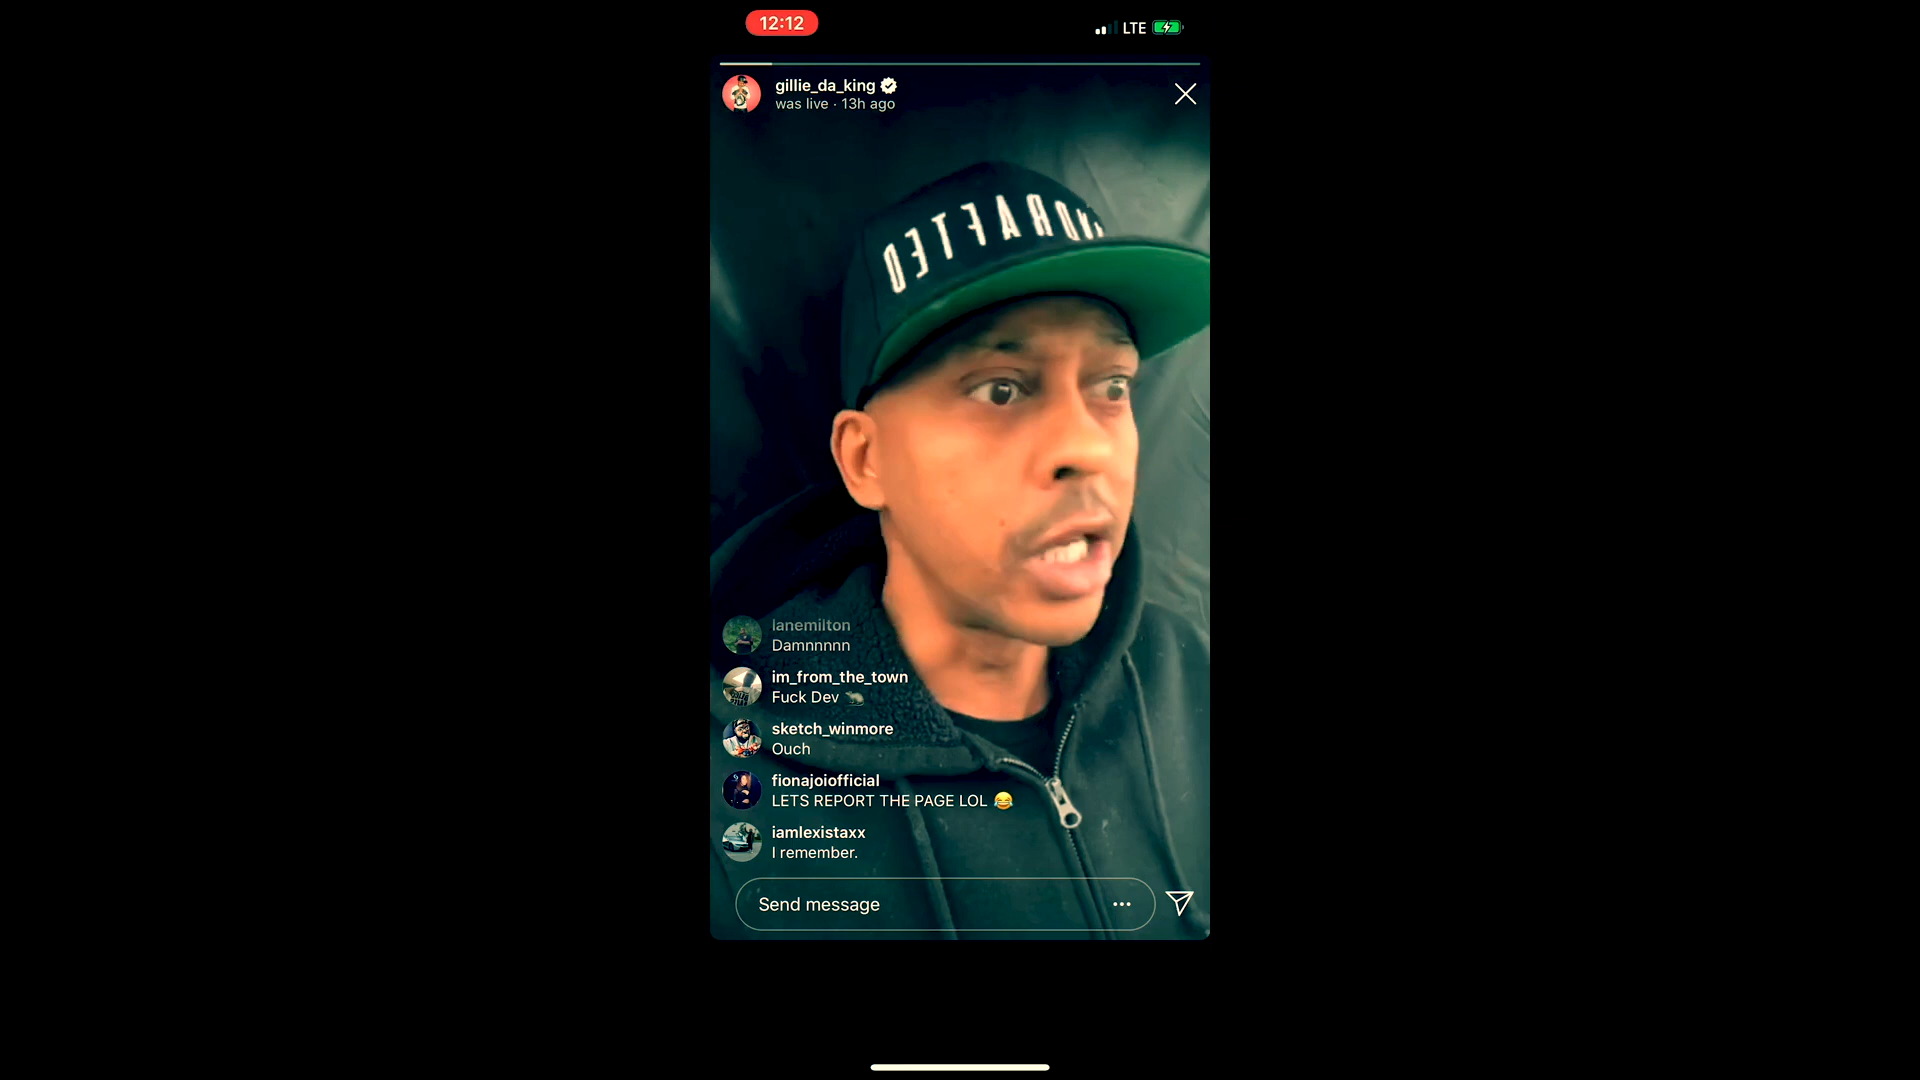 12:12
LTE
gillie_da_king
was live · 13h ago
UNDRAFTED
lanemilton
Damnnnnn
im_from_the_town
Fuck Dev 🐀
sketch_winmore
Ouch
fionajoiofficial
LETS REPORT THE PAGE LOL 😂
iamlexistaxx
I remember.
Send message